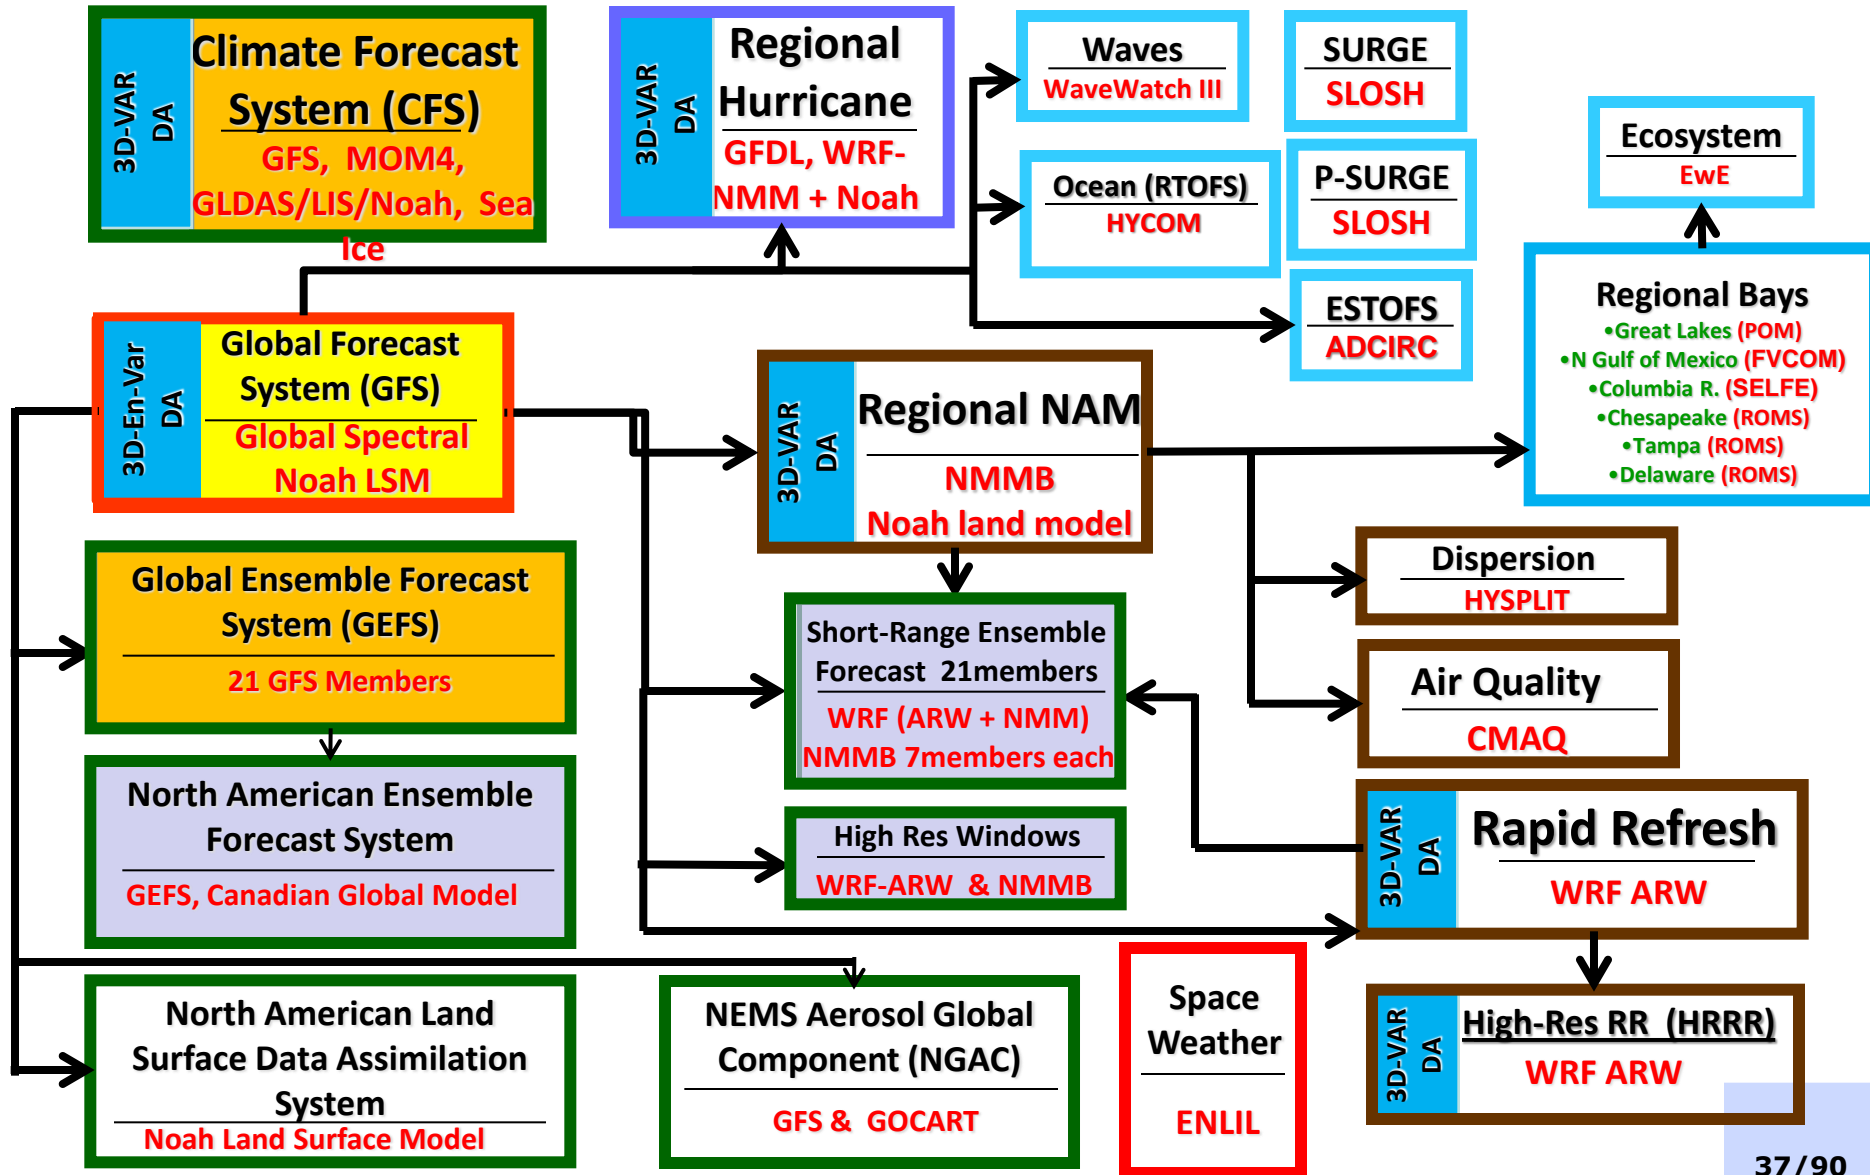 3D-VAR
DA
Climate Forecast
System (CFS)
GFS, MOM4,
GLDAS/LIS/Noah, Sea
Ice
3D-VAR
DA
Regional
Hurricane
GFDL, WRF-
NMM + Noah
Waves
WaveWatch III
SURGE
SLOSH
Ocean (RTOFS)
HYCOM
P-SURGE
SLOSH
ESTOFS
ADCIRC
Ecosystem
EwE
Regional Bays
•Great Lakes (POM)
•N Gulf of Mexico (FVCOM)
•Columbia R. (SELFE)
•Chesapeake (ROMS)
•Tampa (ROMS)
•Delaware (ROMS)
3D-En-Var
DA
Global Forecast
System (GFS)
Global Spectral
Noah LSM
3D-VAR
DA
Regional NAM
NMMB
Noah land model
Global Ensemble Forecast
System (GEFS)
21 GFS Members
Short-Range Ensemble
Forecast 21members
WRF (ARW + NMM)
NMMB 7members each
Dispersion
HYSPLIT
Air Quality
CMAQ
North American Ensemble
Forecast System
GEFS, Canadian Global Model
High Res Windows
WRF-ARW & NMMB
3D-VAR
DA
Rapid Refresh
WRF ARW
North American Land
Surface Data Assimilation
System
Noah Land Surface Model
NEMS Aerosol Global
Component (NGAC)
GFS & GOCART
Space
Weather
ENLIL
3D-VAR
DA
High-Res RR (HRRR)
WRF ARW
37/90